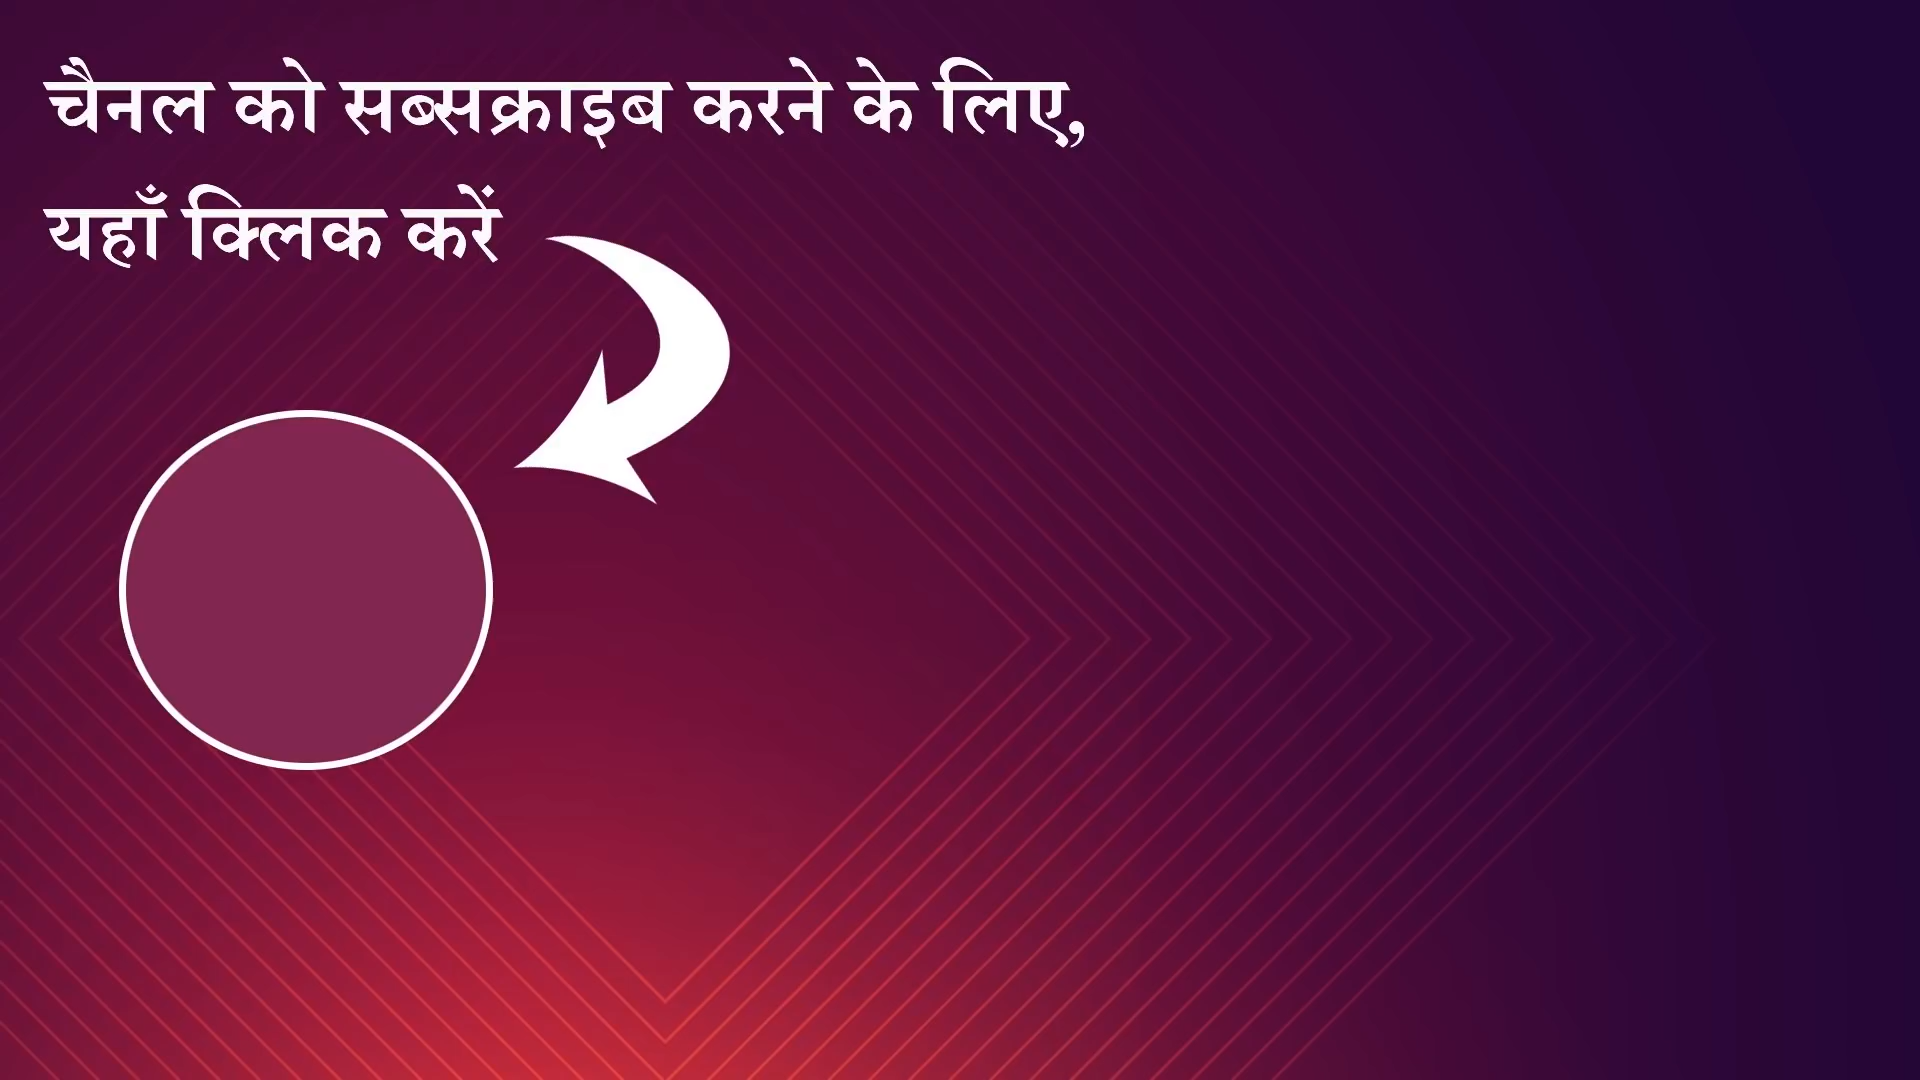 चैनल को सब्सक्राइब करने के लिए,
यहाँ क्लिक करें